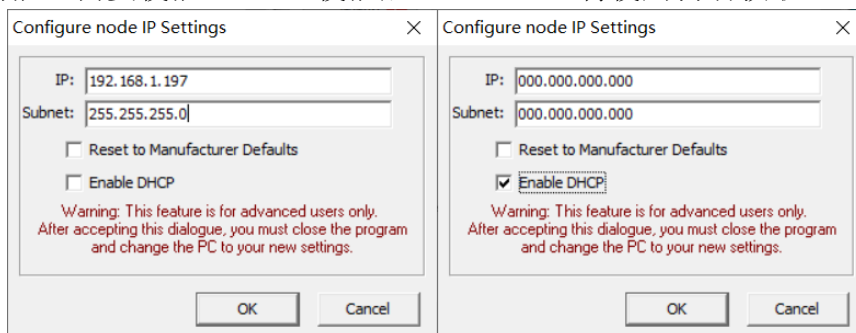 Configure node IP Settings
IP: 192.168.1.197
Subnet: 255.255.255.0
Reset to Manufacturer Defaults
Enable DHCP
Warning: This feature is for advanced users only.
After accepting this dialogue, you must close the program
and change the PC to your new settings.
OK Cancel
Configure node IP Settings
IP: 000.000.000.000
Subnet: 000.000.000.000
Reset to Manufacturer Defaults
Enable DHCP
Warning: This feature is for advanced users only.
After accepting this dialogue, you must close the program
and change the PC to your new settings.
OK Cancel